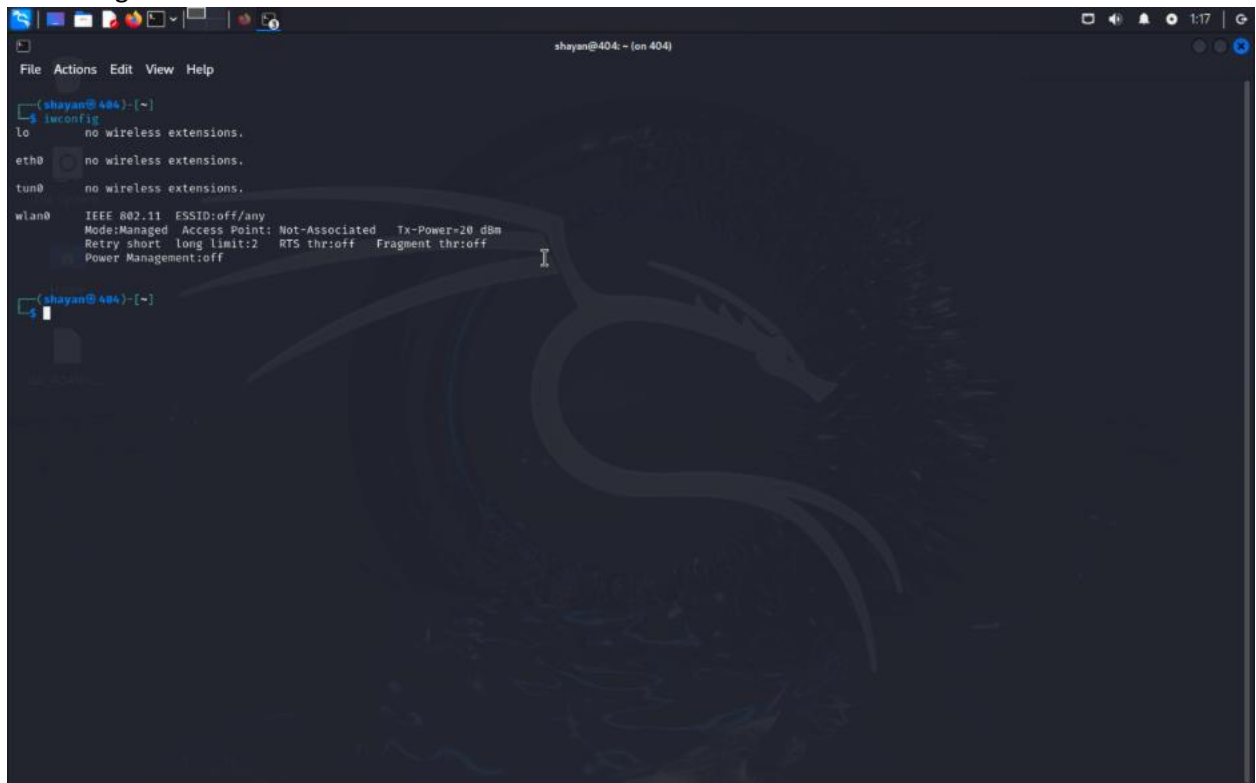 1:17
shayan@404: ~ (on 404)
File Actions Edit View Help
(shayan㉿404)-[~]
$ iwconfig
lo no wireless extensions.
eth0 no wireless extensions.
tun0 no wireless extensions.
wlan0 IEEE 802.11 ESSID:off/any
Mode:Managed Access Point: Not-Associated Tx-Power=20 dBm
Retry short long limit:2 RTS thr:off Fragment thr:off
Power Management:off
(shayan㉿404)-[~]
$